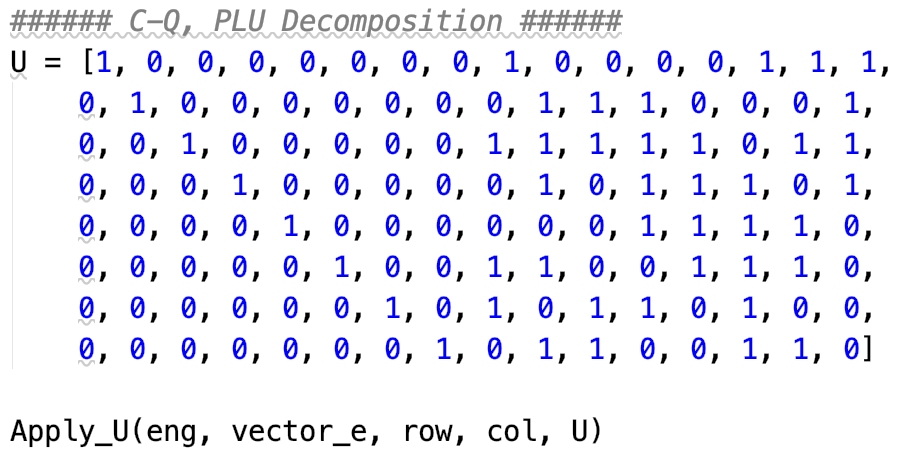 ###### C–Q, PLU Decomposition ######
U = [1, 0, 0, 0, 0, 0, 0, 0, 1, 0, 0, 0, 0, 1, 1, 1,
0, 1, 0, 0, 0, 0, 0, 0, 0, 1, 1, 1, 0, 0, 0, 1,
0, 0, 1, 0, 0, 0, 0, 0, 1, 1, 1, 1, 1, 0, 1, 1,
0, 0, 0, 1, 0, 0, 0, 0, 0, 1, 0, 1, 1, 1, 0, 1,
0, 0, 0, 0, 1, 0, 0, 0, 0, 0, 0, 1, 1, 1, 1, 0,
0, 0, 0, 0, 0, 1, 0, 0, 1, 1, 0, 0, 1, 1, 1, 0,
0, 0, 0, 0, 0, 0, 1, 0, 1, 0, 1, 1, 0, 1, 0, 0,
0, 0, 0, 0, 0, 0, 0, 1, 0, 1, 1, 0, 0, 1, 1, 0]
Apply_U(eng, vector_e, row, col, U)